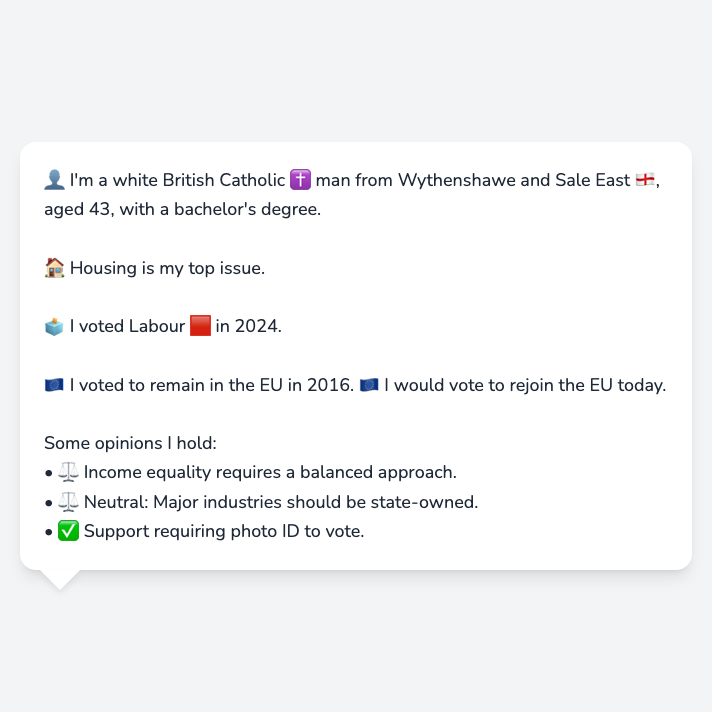 👤 I'm a white British Catholic ✝️ man from Wythenshawe and Sale East 🏴󠁧󠁢󠁥󠁮󠁧󠁿,
aged 43, with a bachelor's degree.
🏠 Housing is my top issue.
🗳️ I voted Labour 🟥 in 2024.
🇪🇺 I voted to remain in the EU in 2016. 🇪🇺 I would vote to rejoin the EU today.
Some opinions I hold:
• ⚖️ Income equality requires a balanced approach.
• ⚖️ Neutral: Major industries should be state-owned.
• ✅ Support requiring photo ID to vote.